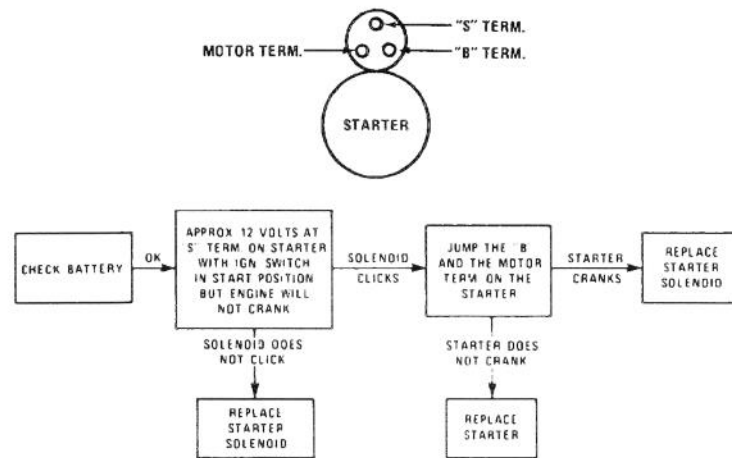 "S" TERM.
MOTOR TERM.
"B" TERM.
STARTER
CHECK BATTERY
OK
APPROX. 12 VOLTS AT
S" TERM. ON STARTER
WITH IGN SWITCH
IN START POSITION
BUT ENGINE WILL
NOT CRANK
SOLENOID
CLICKS
JUMP THE "B
AND THE MOTOR
TERM ON THE
STARTER
STARTER
CRANKS
REPLACE
STARTER
SOLENOID
SOLENOID DOES
NOT CLICK
STARTER DOES
NOT CRANK
REPLACE
STARTER
SOLENOID
REPLACE
STARTER